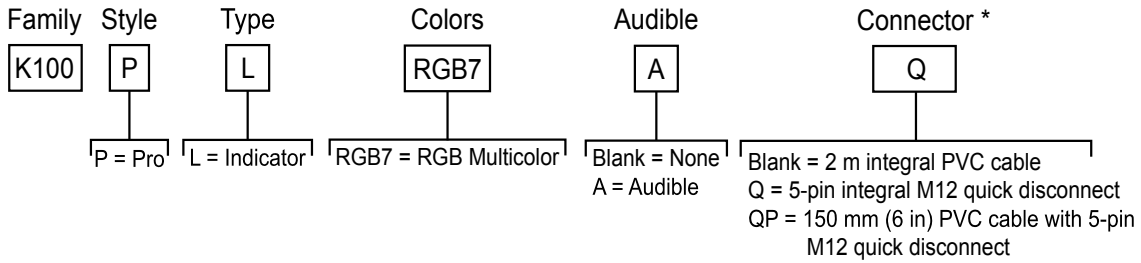 Family Style Type Colors Audible Connector *
K100 P L RGB7 A Q
P = Pro L = Indicator RGB7 = RGB Multicolor Blank = None Blank = 2 m integral PVC cable
A = Audible Q = 5-pin integral M12 quick disconnect
QP = 150 mm (6 in) PVC cable with 5-pin
M12 quick disconnect